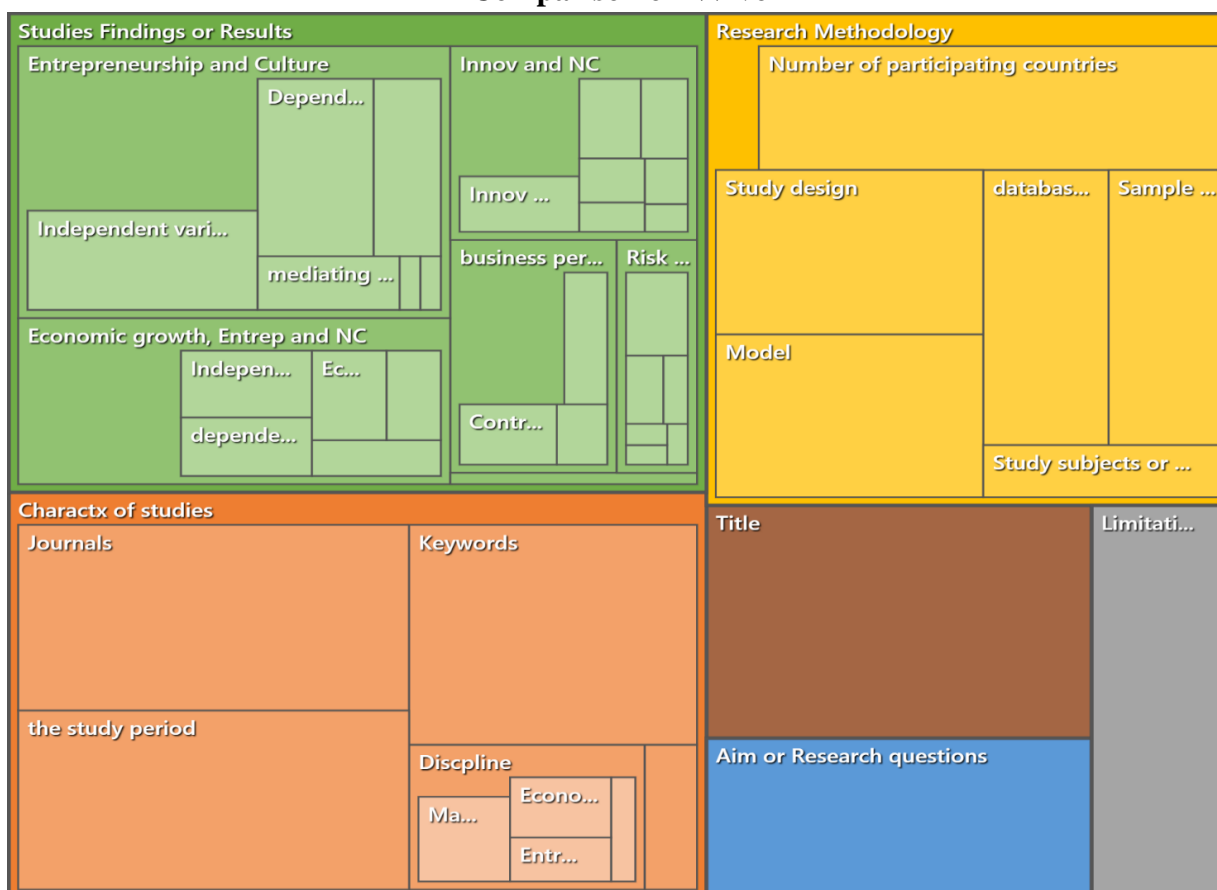 Studies Findings or Results
Entrepreneurship and Culture
Depend...
Independent vari...
mediating ...
Innov and NC
Innov ...
business per...
Contr...
Risk ...
Economic growth, Entrep and NC
Indepen...
Ec...
depende...
Research Methodology
Number of participating countries
Study design
databas...
Sample ...
Model
Study subjects or ...
Charactx of studies
Journals
Keywords
the study period
Discpline
Ma...
Econo...
Entr...
Title
Limitati...
Aim or Research questions